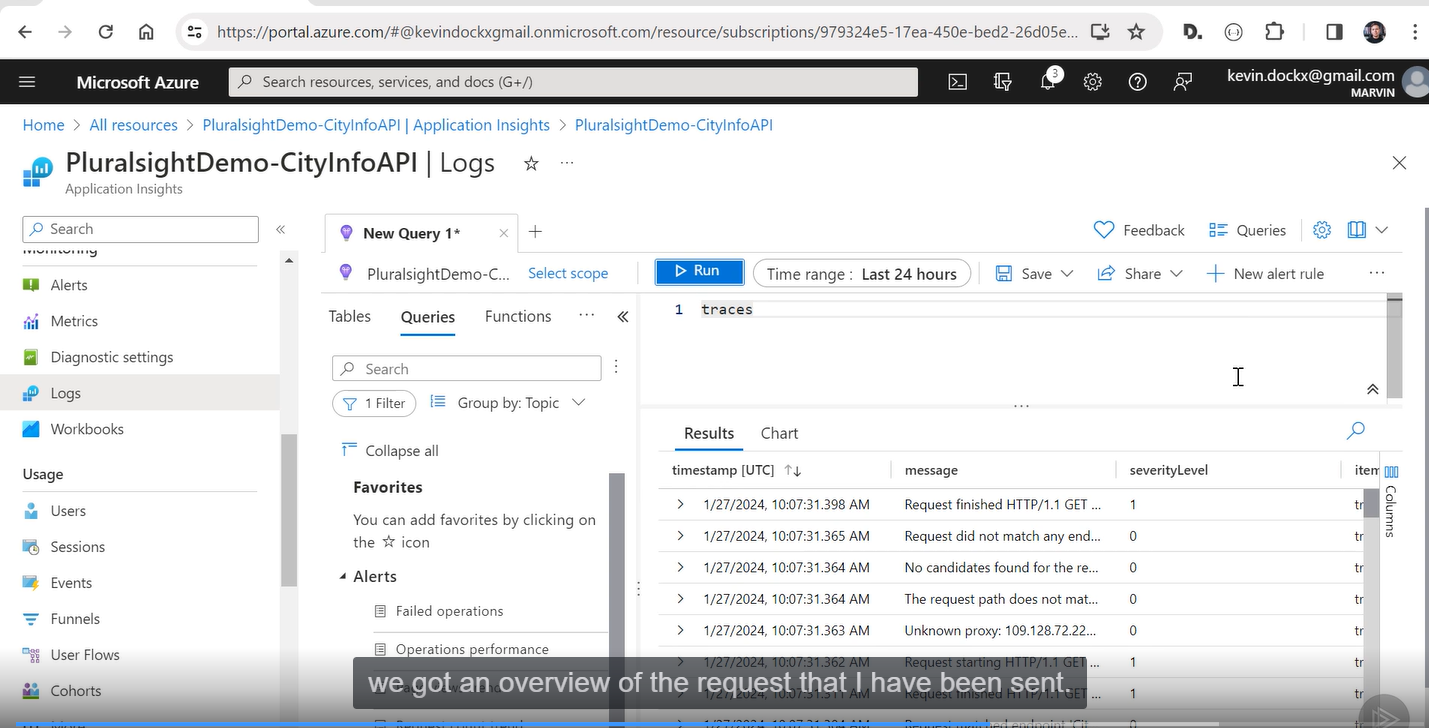 https://portal.azure.com/#@kevindockxgmail.onmicrosoft.com/resource/subscriptions/979324e5-17ea-450e-bed2-26d05e...
D.
Microsoft Azure
Search resources, services, and docs (G+/)
3
kevin.dockx@gmail.com
MARVIN
Home > All resources > PluralsightDemo-CityInfoAPI | Application Insights > PluralsightDemo-CityInfoAPI
PluralsightDemo-CityInfoAPI | Logs
Application Insights
Search
Monitoring
Alerts
Metrics
Diagnostic settings
Logs
Workbooks
Usage
Users
Sessions
Events
Funnels
User Flows
Cohorts
More
New Query 1*
Feedback
Queries
PluralsightDemo-C...
Select scope
Run
Time range : Last 24 hours
Save
Share
New alert rule
Tables
Queries
Functions
Search
1 Filter
Group by: Topic
Collapse all
Favorites
You can add favorites by clicking on
the ☆ icon
Alerts
Failed operations
Operations performance
1 traces
Results
Chart
timestamp [UTC] message severityLevel item
1/27/2024, 10:07:31.398 AM Request finished HTTP/1.1 GET ... 1 tr
1/27/2024, 10:07:31.365 AM Request did not match any end... 0 tr
1/27/2024, 10:07:31.364 AM No candidates found for the re... 0 tr
1/27/2024, 10:07:31.364 AM The request path does not mat... 0 tr
1/27/2024, 10:07:31.363 AM Unknown proxy: 109.128.72.22... 0 tr
1/27/2024, 10:07:31.362 AM Request starting HTTP/1.1 GET ... 1 tr
1 tr
0 tr
Columns
we got an overview of the request that I have been sent